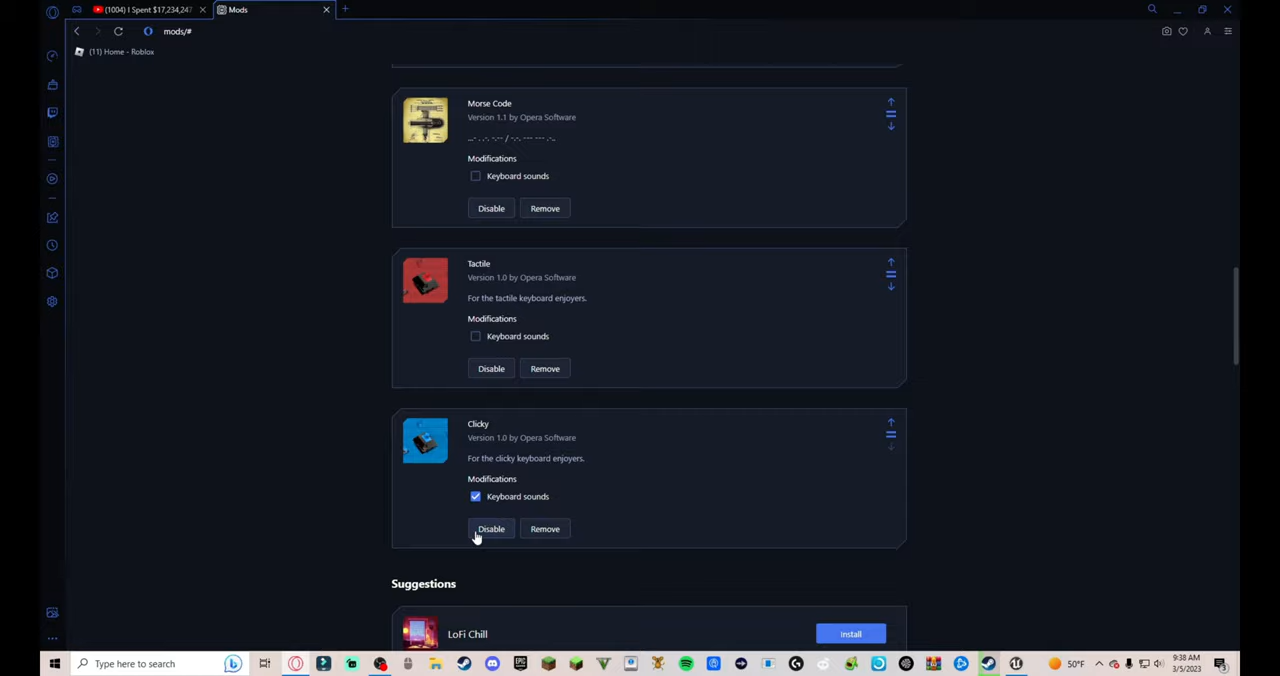 (1004) I Spent $17,234,247
Mods
mods/#
(11) Home - Roblox
Morse Code
Version 1.1 by Opera Software
Modifications
Keyboard sounds
Disable Remove
Tactile
Version 1.0 by Opera Software
For the tactile keyboard enjoyers.
Modifications
Keyboard sounds
Disable Remove
Clicky
Version 1.0 by Opera Software
For the clicky keyboard enjoyers.
Modifications
Keyboard sounds
Disable Remove
Suggestions
LoFi Chill
Install
Type here to search
EPIC
50°F
9:38 AM
3/5/2023